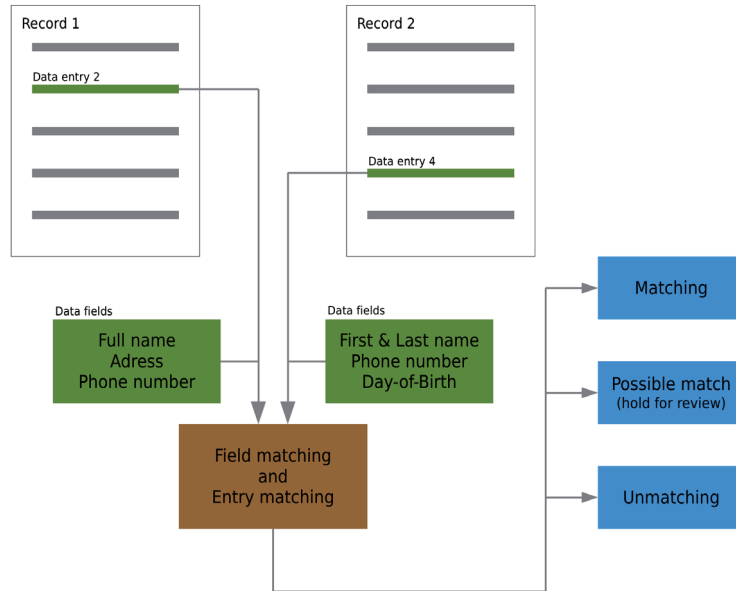 Record 1
Data entry 2
Record 2
Data entry 4
Data fields
Full name
Adress
Phone number
Data fields
First & Last name
Phone number
Day-of-Birth
Field matching
and
Entry matching
Matching
Possible match
(hold for review)
Unmatching